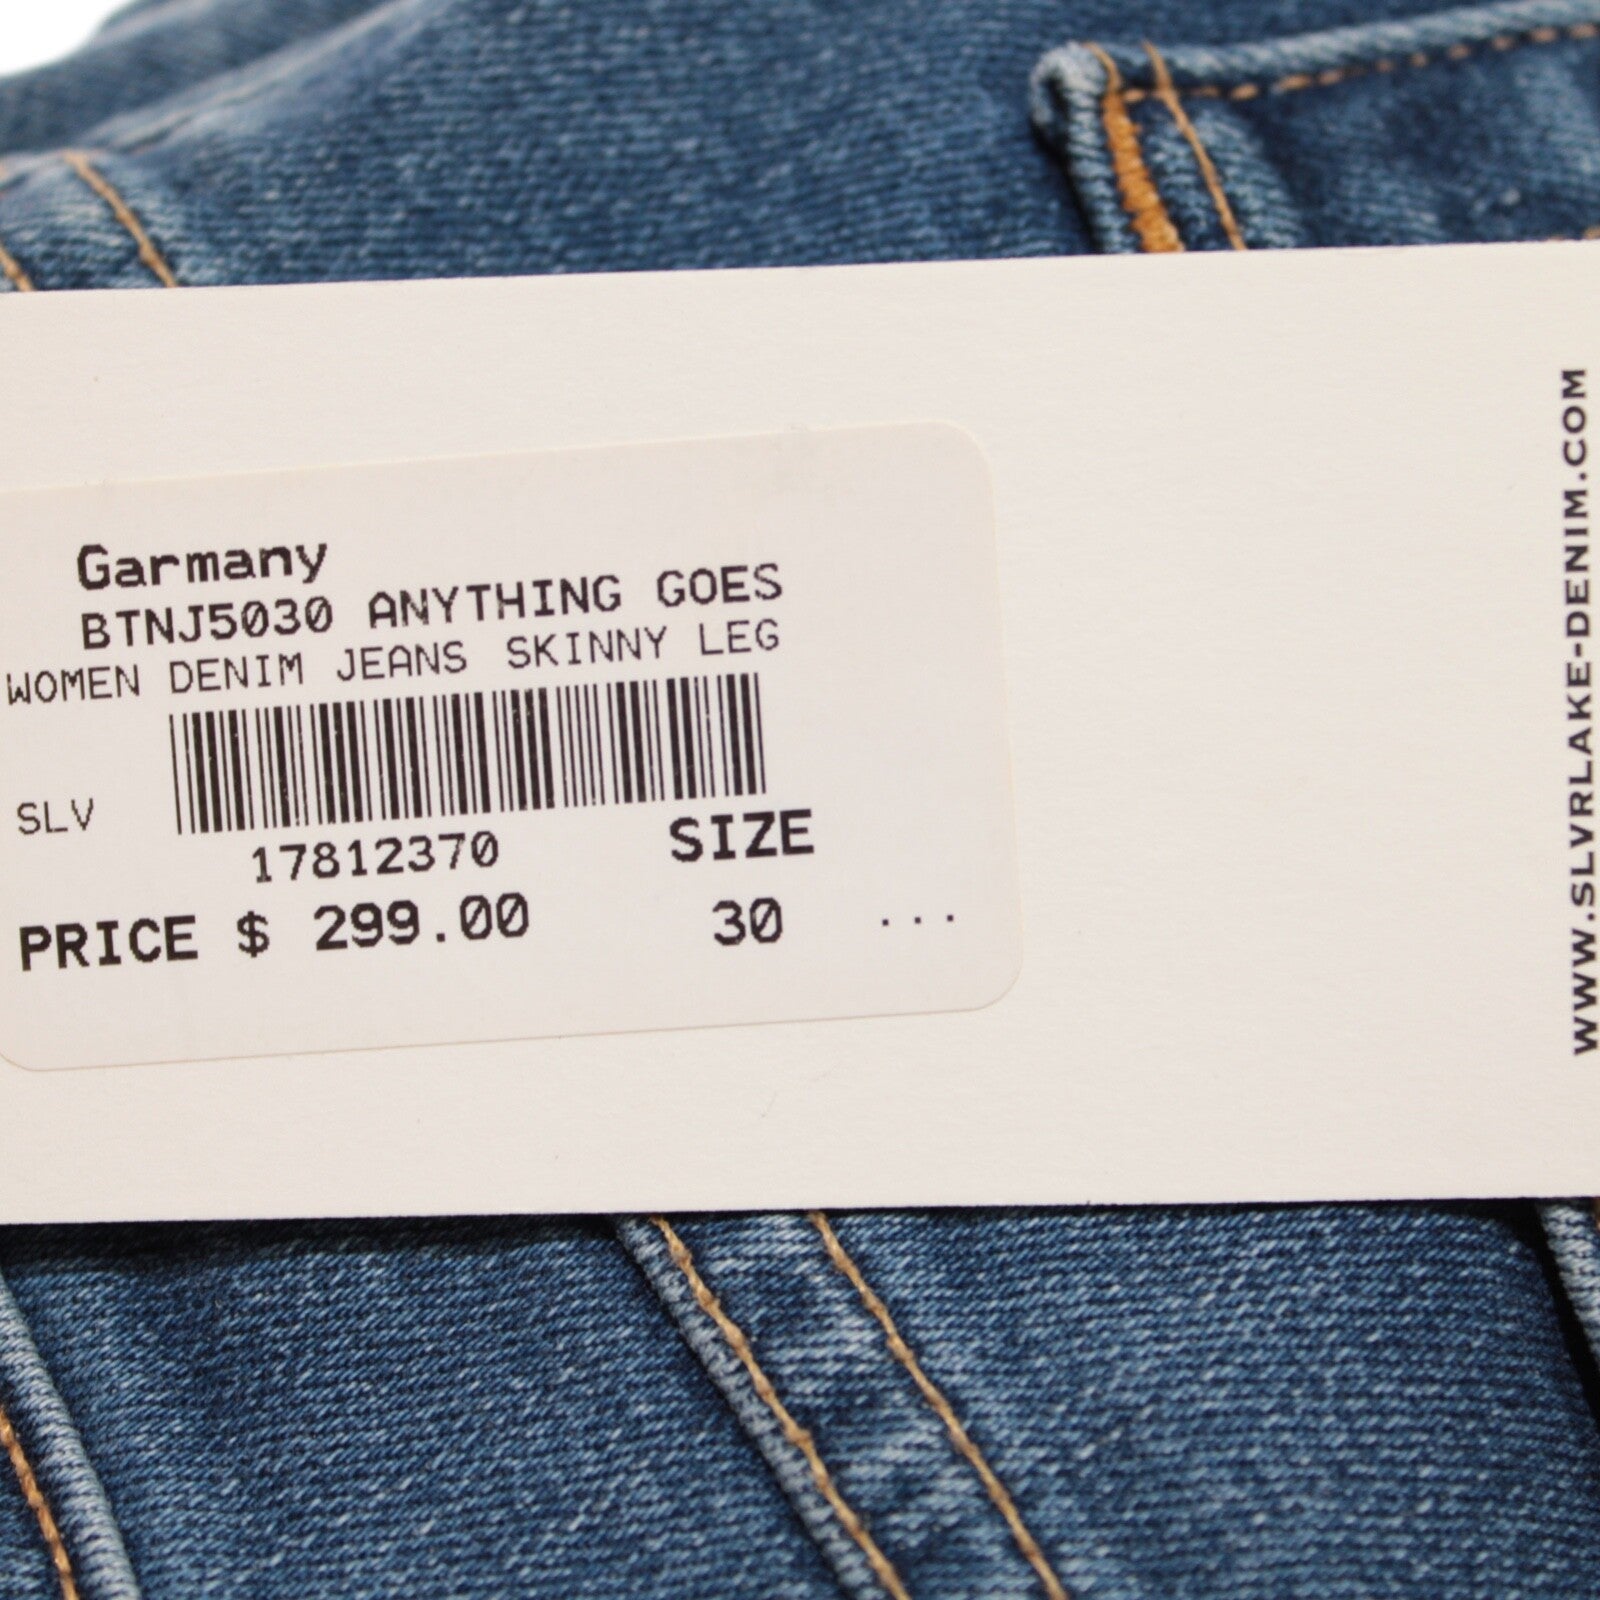 Garmany
BTNJ5030 ANYTHING GOES
WOMEN DENIM JEANS SKINNY LEG
SLV
17812370
SIZE
PRICE $ 299.00
30 ...
WWW.SLVRLAKE-DENIM.COM